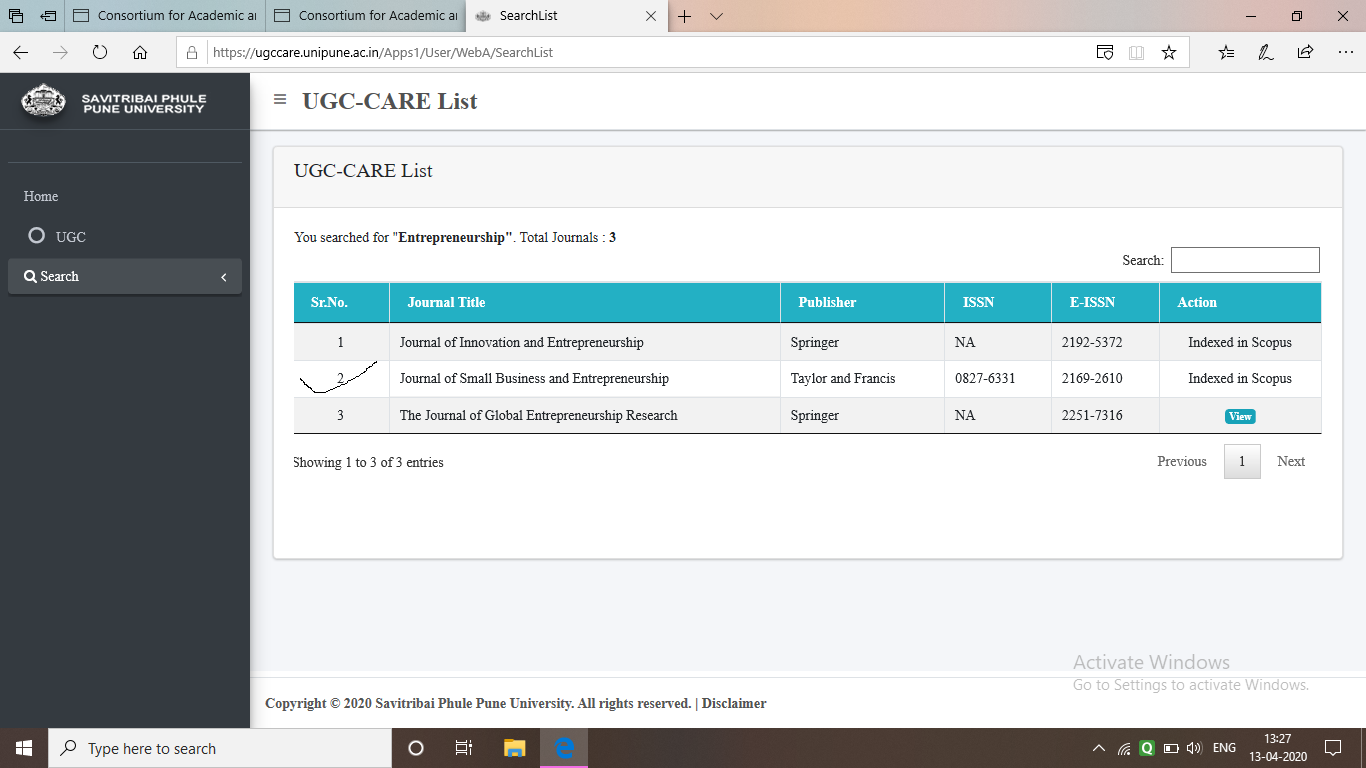 Consortium for Academic a
Consortium for Academic a
SearchList
https://ugccare.unipune.ac.in/Apps1/User/WebA/SearchList
SAVITRIBAI PHULE
PUNE UNIVERSITY
UGC-CARE List
Home
UGC
Search
UGC-CARE List
You searched for "Entrepreneurship". Total Journals : 3
Search:
Sr.No. Journal Title Publisher ISSN E-ISSN Action
1 Journal of Innovation and Entrepreneurship Springer NA 2192-5372 Indexed in Scopus
2 Journal of Small Business and Entrepreneurship Taylor and Francis 0827-6331 2169-2610 Indexed in Scopus
3 The Journal of Global Entrepreneurship Research Springer NA 2251-7316 View
Showing 1 to 3 of 3 entries
Previous 1 Next
Activate Windows
Go to Settings to activate Windows.
Copyright © 2020 Savitribai Phule Pune University. All rights reserved. | Disclaimer
Type here to search
ENG
13:27
13-04-2020